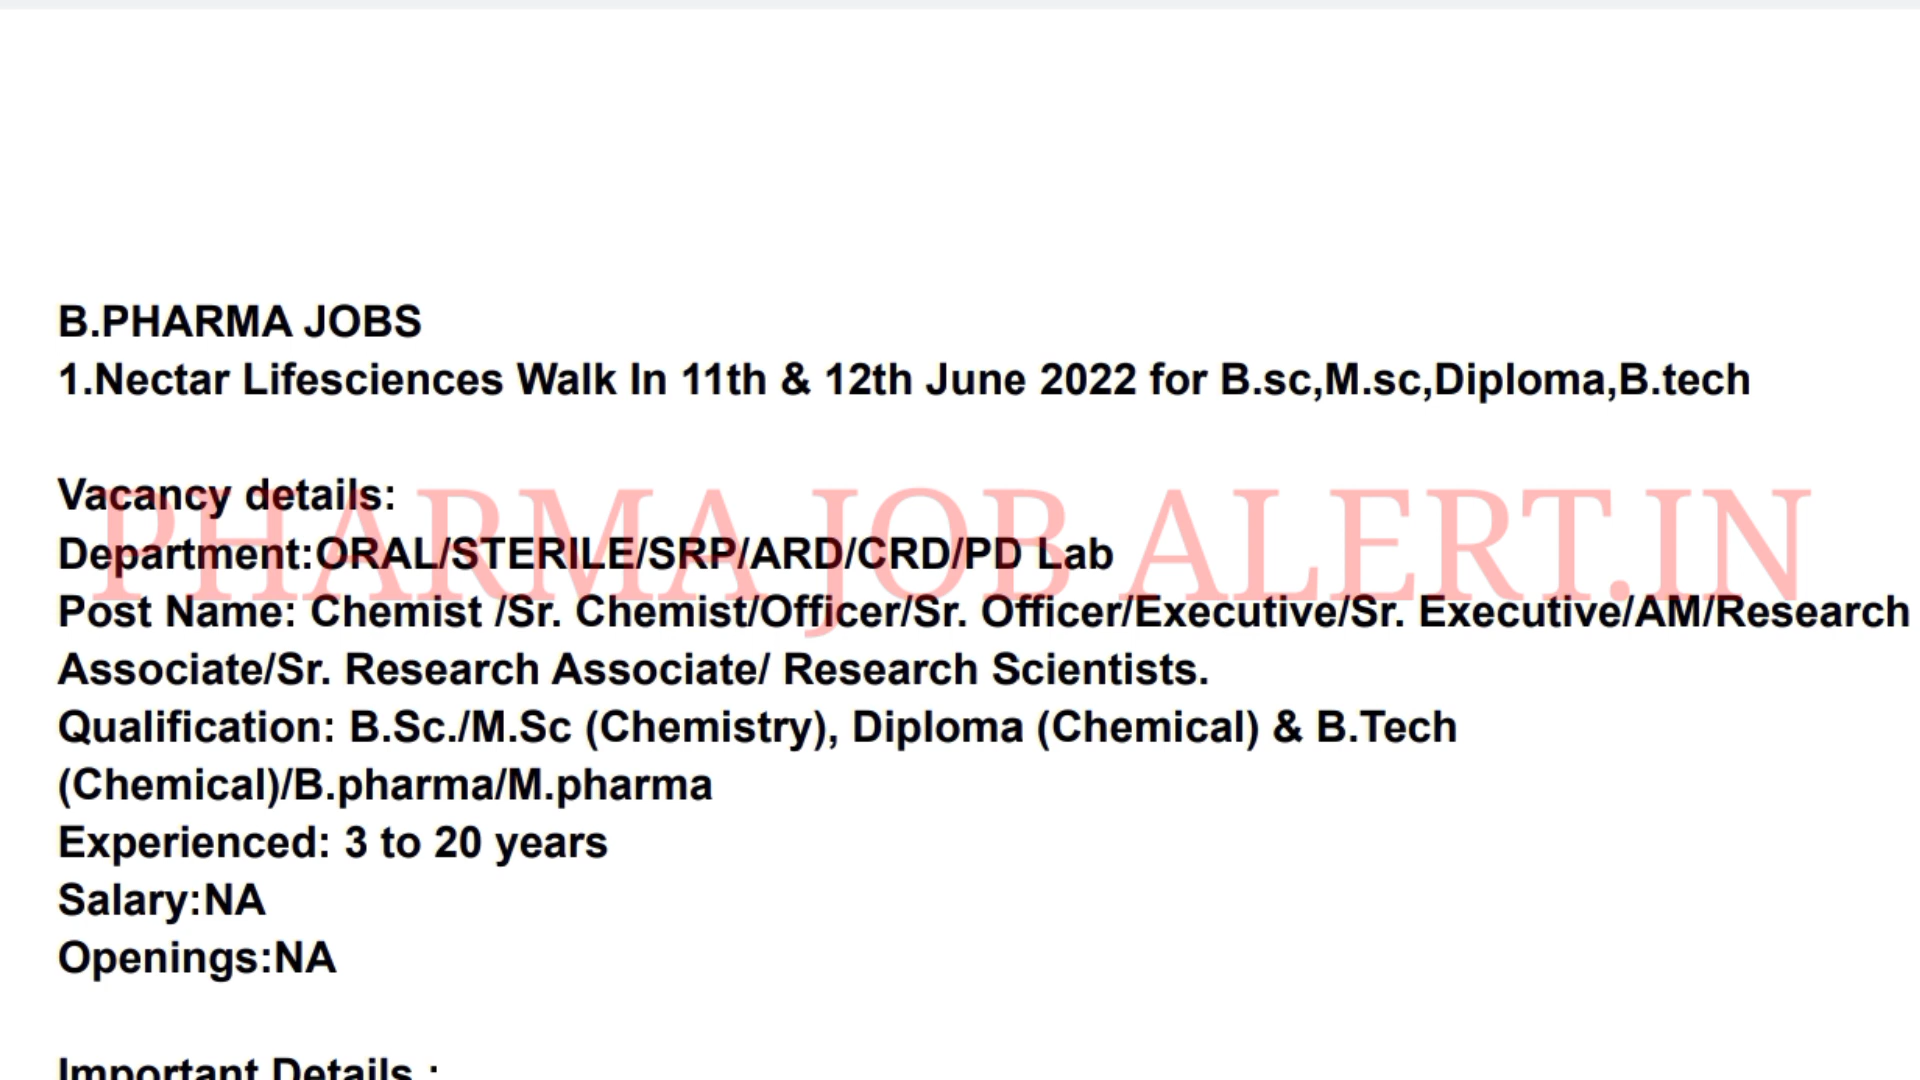 B.PHARMA JOBS
1.Nectar Lifesciences Walk In 11th & 12th June 2022 for B.sc,M.sc,Diploma,B.tech
Vacancy details:
PHARMA JOB ALERT.IN
Department:ORAL/STERILE/SRP/ARD/CRD/PD Lab
Post Name: Chemist /Sr. Chemist/Officer/Sr. Officer/Executive/Sr. Executive/AM/Research
Associate/Sr. Research Associate/ Research Scientists.
Qualification: B.Sc./M.Sc (Chemistry), Diploma (Chemical) & B.Tech
(Chemical)/B.pharma/M.pharma
Experienced: 3 to 20 years
Salary:NA
Openings:NA
Important Details :